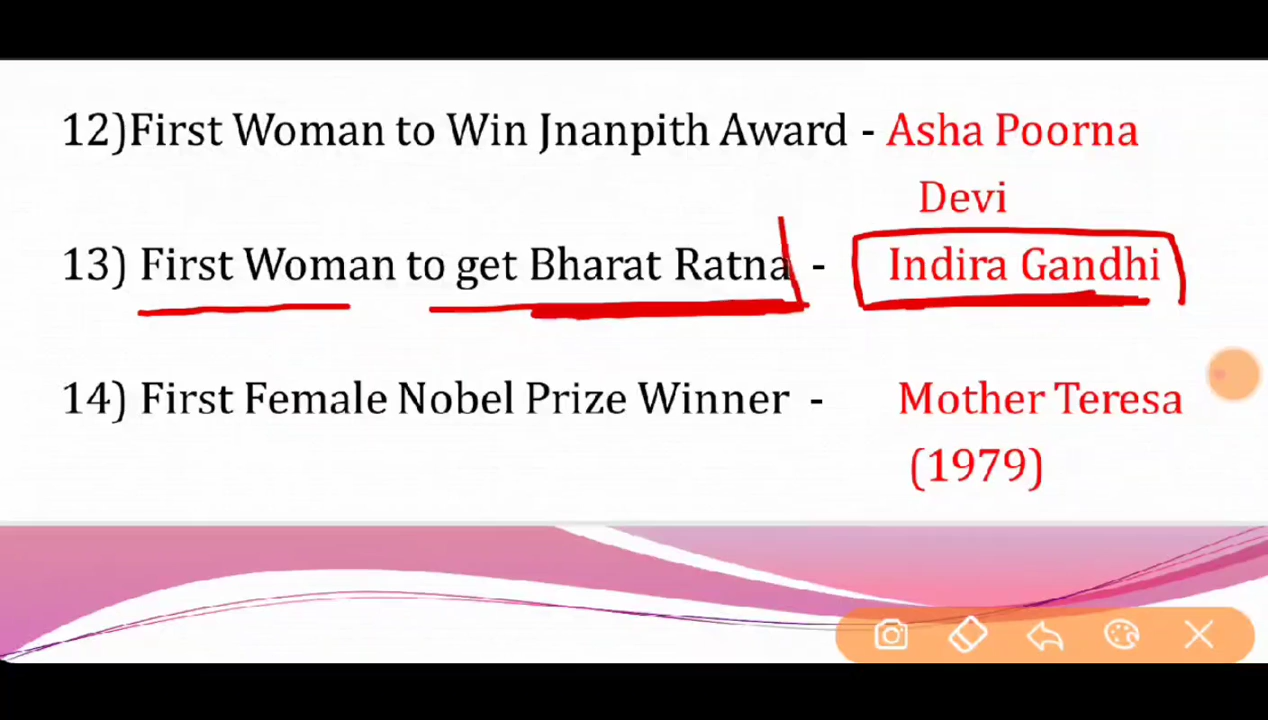 12)First Woman to Win Jnanpith Award - Asha Poorna
Devi
13) First Woman to get Bharat Ratna - Indira Gandhi
14) First Female Nobel Prize Winner - Mother Teresa
(1979)